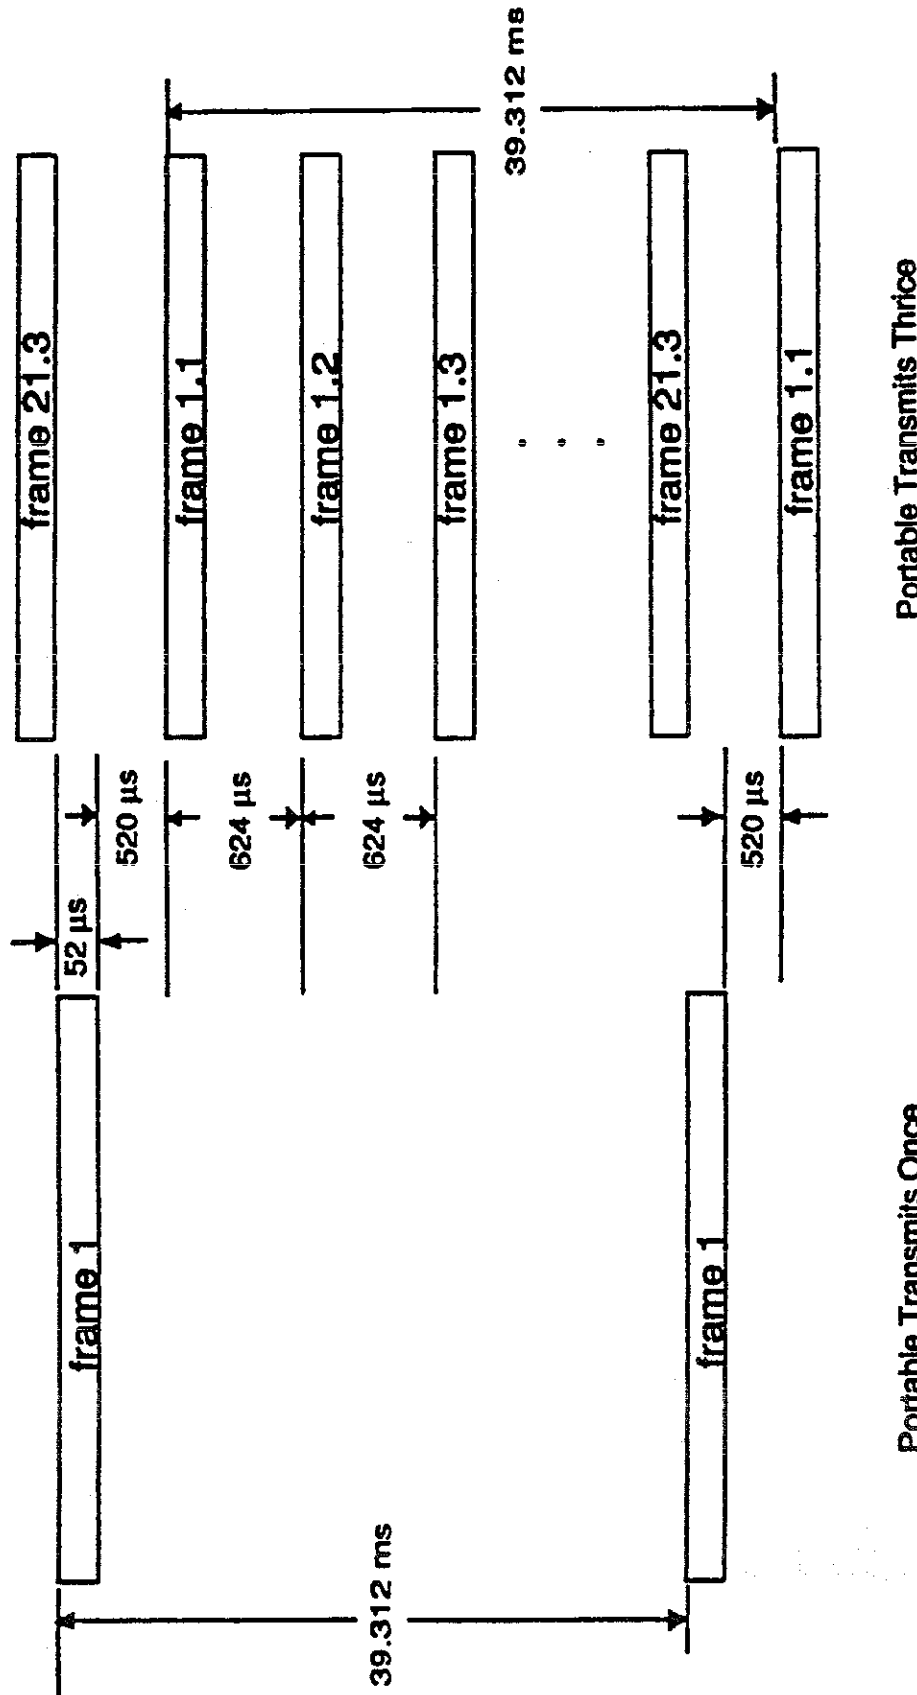 frame 1
frame 1
39.312 ms
Portable Transmits Once
52 µs
520 µs
624 µs
624 µs
520 µs
frame 21.3
frame 1.1
frame 1.2
frame 1.3
. . .
frame 21.3
frame 1.1
39.312 ms
Portable Transmits Thrice